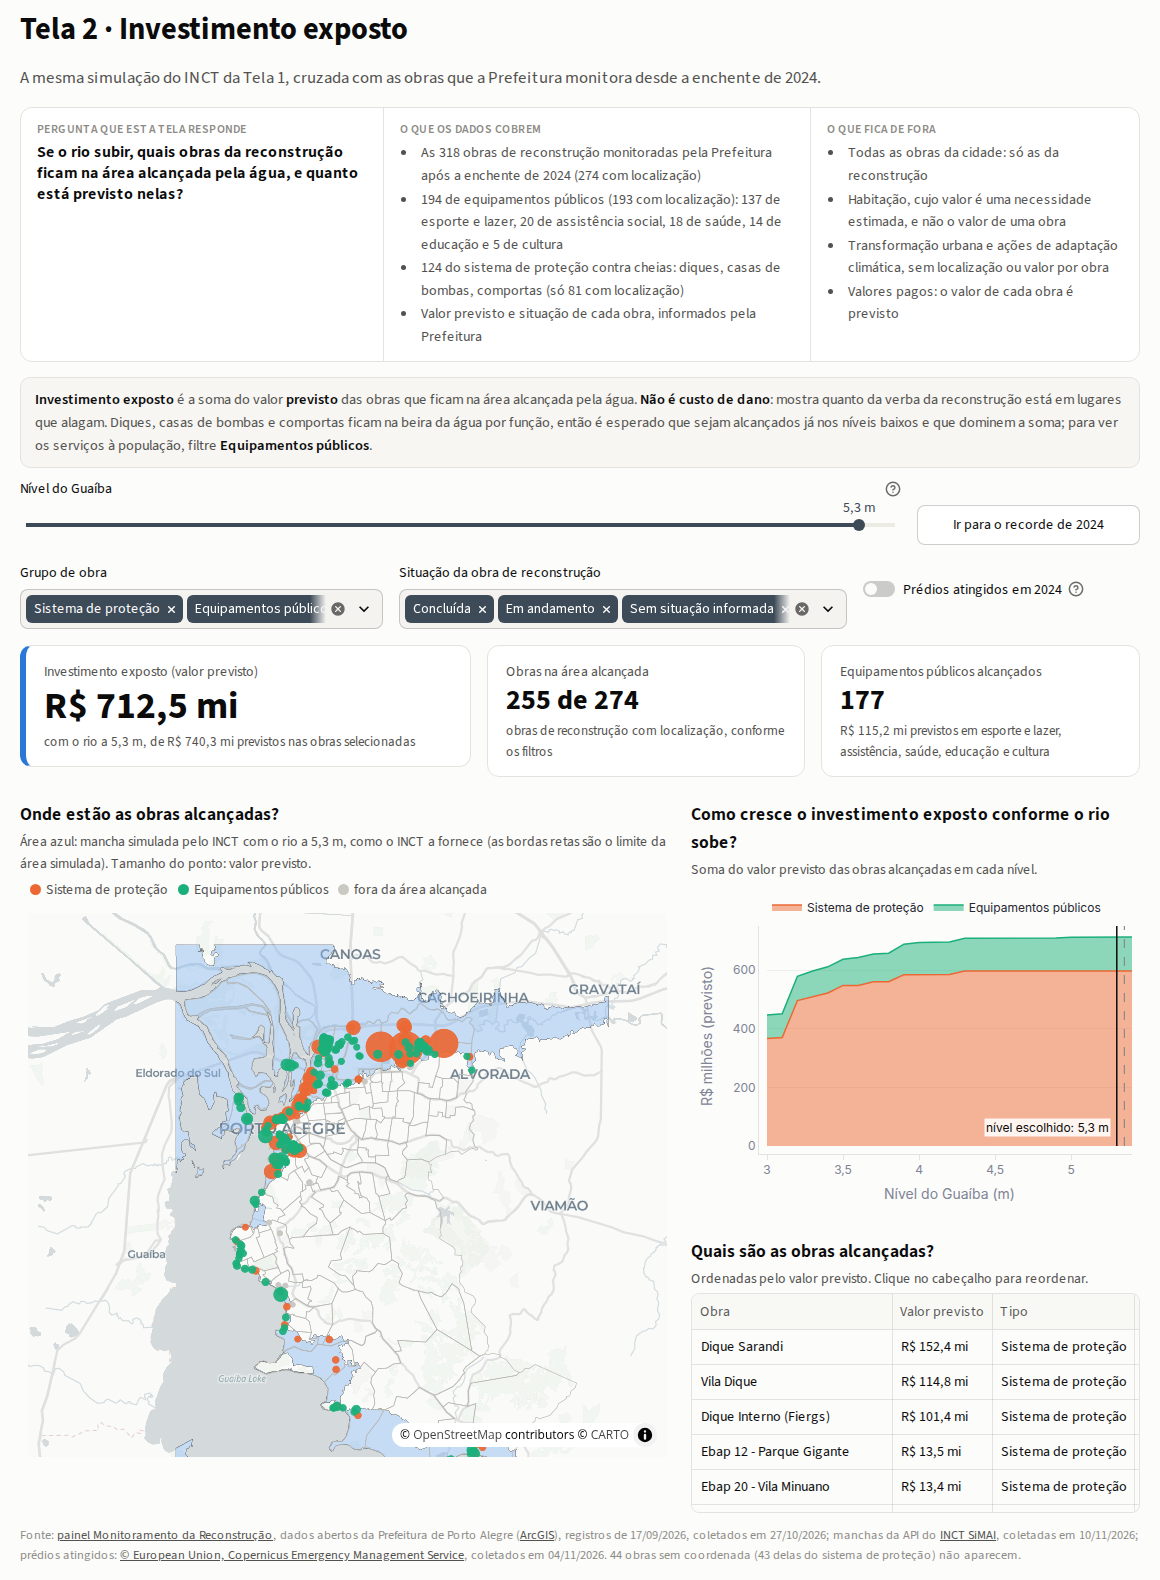 Tela 2 · Investimento exposto
A mesma simulação do INCT da Tela 1, cruzada com as obras que a Prefeitura monitora desde a enchente de 2024.
PERGUNTA QUE ESTA TELA RESPONDE
Se o rio subir, quais obras da reconstrução
ficam na área alcançada pela água, e quanto
está previsto nelas?
O QUE OS DADOS COBREM
As 318 obras de reconstrução monitoradas pela Prefeitura
após a enchente de 2024 (274 com localização)
194 de equipamentos públicos (193 com localização): 137 de
esporte e lazer, 20 de assistência social, 18 de saúde, 14 de
educação e 5 de cultura
124 do sistema de proteção contra cheias: diques, casas de
bombas, comportas (só 81 com localização)
Valor previsto e situação de cada obra, informados pela
Prefeitura
O QUE FICA DE FORA
Todas as obras da cidade: só as da
reconstrução
Habitação, cujo valor é uma necessidade
estimada, e não o valor de uma obra
Transformação urbana e ações de adaptação
climática, sem localização ou valor por obra
Valores pagos: o valor de cada obra é
previsto
Investimento exposto é a soma do valor previsto das obras que ficam na área alcançada pela água. Não é custo de dano: mostra quanto da verba da reconstrução está em lugares
que alagam. Diques, casas de bombas e comportas ficam na beira da água por função, então é esperado que sejam alcançados já nos níveis baixos e que dominem a soma; para ver
os serviços à população, filtre Equipamentos públicos.
Nível do Guaíba
5,3 m
Ir para o recorde de 2024
Grupo de obra
Sistema de proteção
Equipamentos públic
Situação da obra de reconstrução
Concluída
Em andamento
Sem situação informada
Prédios atingidos em 2024
Investimento exposto (valor previsto)
R$ 712,5 mi
com o rio a 5,3 m, de R$ 740,3 mi previstos nas obras selecionadas
Obras na área alcançada
255 de 274
obras de reconstrução com localização, conforme
os filtros
Equipamentos públicos alcançados
177
R$ 115,2 mi previstos em esporte e lazer,
assistência, saúde, educação e cultura
Onde estão as obras alcançadas?
Área azul: mancha simulada pelo INCT com o rio a 5,3 m, como o INCT a fornece (as bordas retas são o limite da
área simulada). Tamanho do ponto: valor previsto.
Sistema de proteção
Equipamentos públicos
fora da área alcançada
CANOAS
CACHOEIRINHA
GRAVATAÍ
Eldorado do Sul
ALVORADA
PORTO ALEGRE
VIAMÃO
Guaíba
Guaíba Lake
© OpenStreetMap contributors © CARTO
Como cresce o investimento exposto conforme o rio
sobe?
Soma do valor previsto das obras alcançadas em cada nível.
Sistema de proteção
Equipamentos públicos
R$ milhões (previsto)
600
400
200
0
nível escolhido: 5,3 m
3
3,5
4
4,5
5
Nível do Guaíba (m)
Quais são as obras alcançadas?
Ordenadas pelo valor previsto. Clique no cabeçalho para reordenar.
Obra
Valor previsto
Tipo
Dique Sarandi
R$ 152,4 mi
Sistema de proteção
Vila Dique
R$ 114,8 mi
Sistema de proteção
Dique Interno (Fiergs)
R$ 101,4 mi
Sistema de proteção
Ebap 12 - Parque Gigante
R$ 13,5 mi
Sistema de proteção
Ebap 20 - Vila Minuano
R$ 13,4 mi
Sistema de proteção
Fonte: painel Monitoramento da Reconstrução, dados abertos da Prefeitura de Porto Alegre (ArcGIS), registros de 17/09/2026, coletados em 27/10/2026; manchas da API do INCT SiMAI, coletadas em 10/11/2026;
prédios atingidos: © European Union, Copernicus Emergency Management Service, coletados em 04/11/2026. 44 obras sem coordenada (43 delas do sistema de proteção) não aparecem.